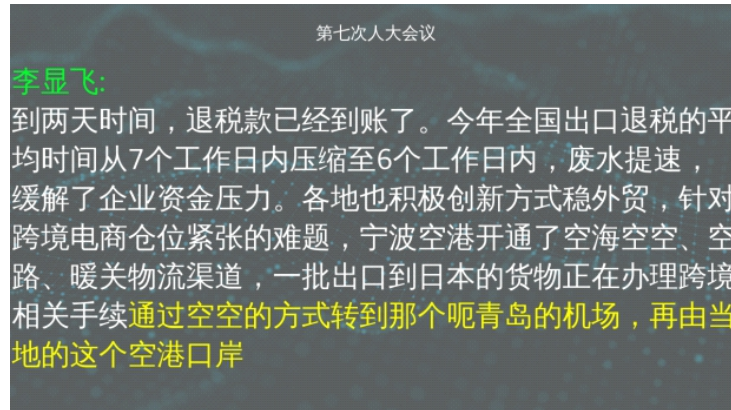 第七次人大会议
李显飞:
到两天时间，退税款已经到账了。今年全国出口退税的平
均时间从7个工作日内压缩至6个工作日内，废水提速，
缓解了企业资金压力。各地也积极创新方式稳外贸，针对
跨境电商仓位紧张的难题，宁波空港开通了空海空空、空
路、暖关物流渠道，一批出口到日本的货物正在办理跨境
相关手续通过空空的方式转到那个呃青岛的机场，再由当
地的这个空港口岸